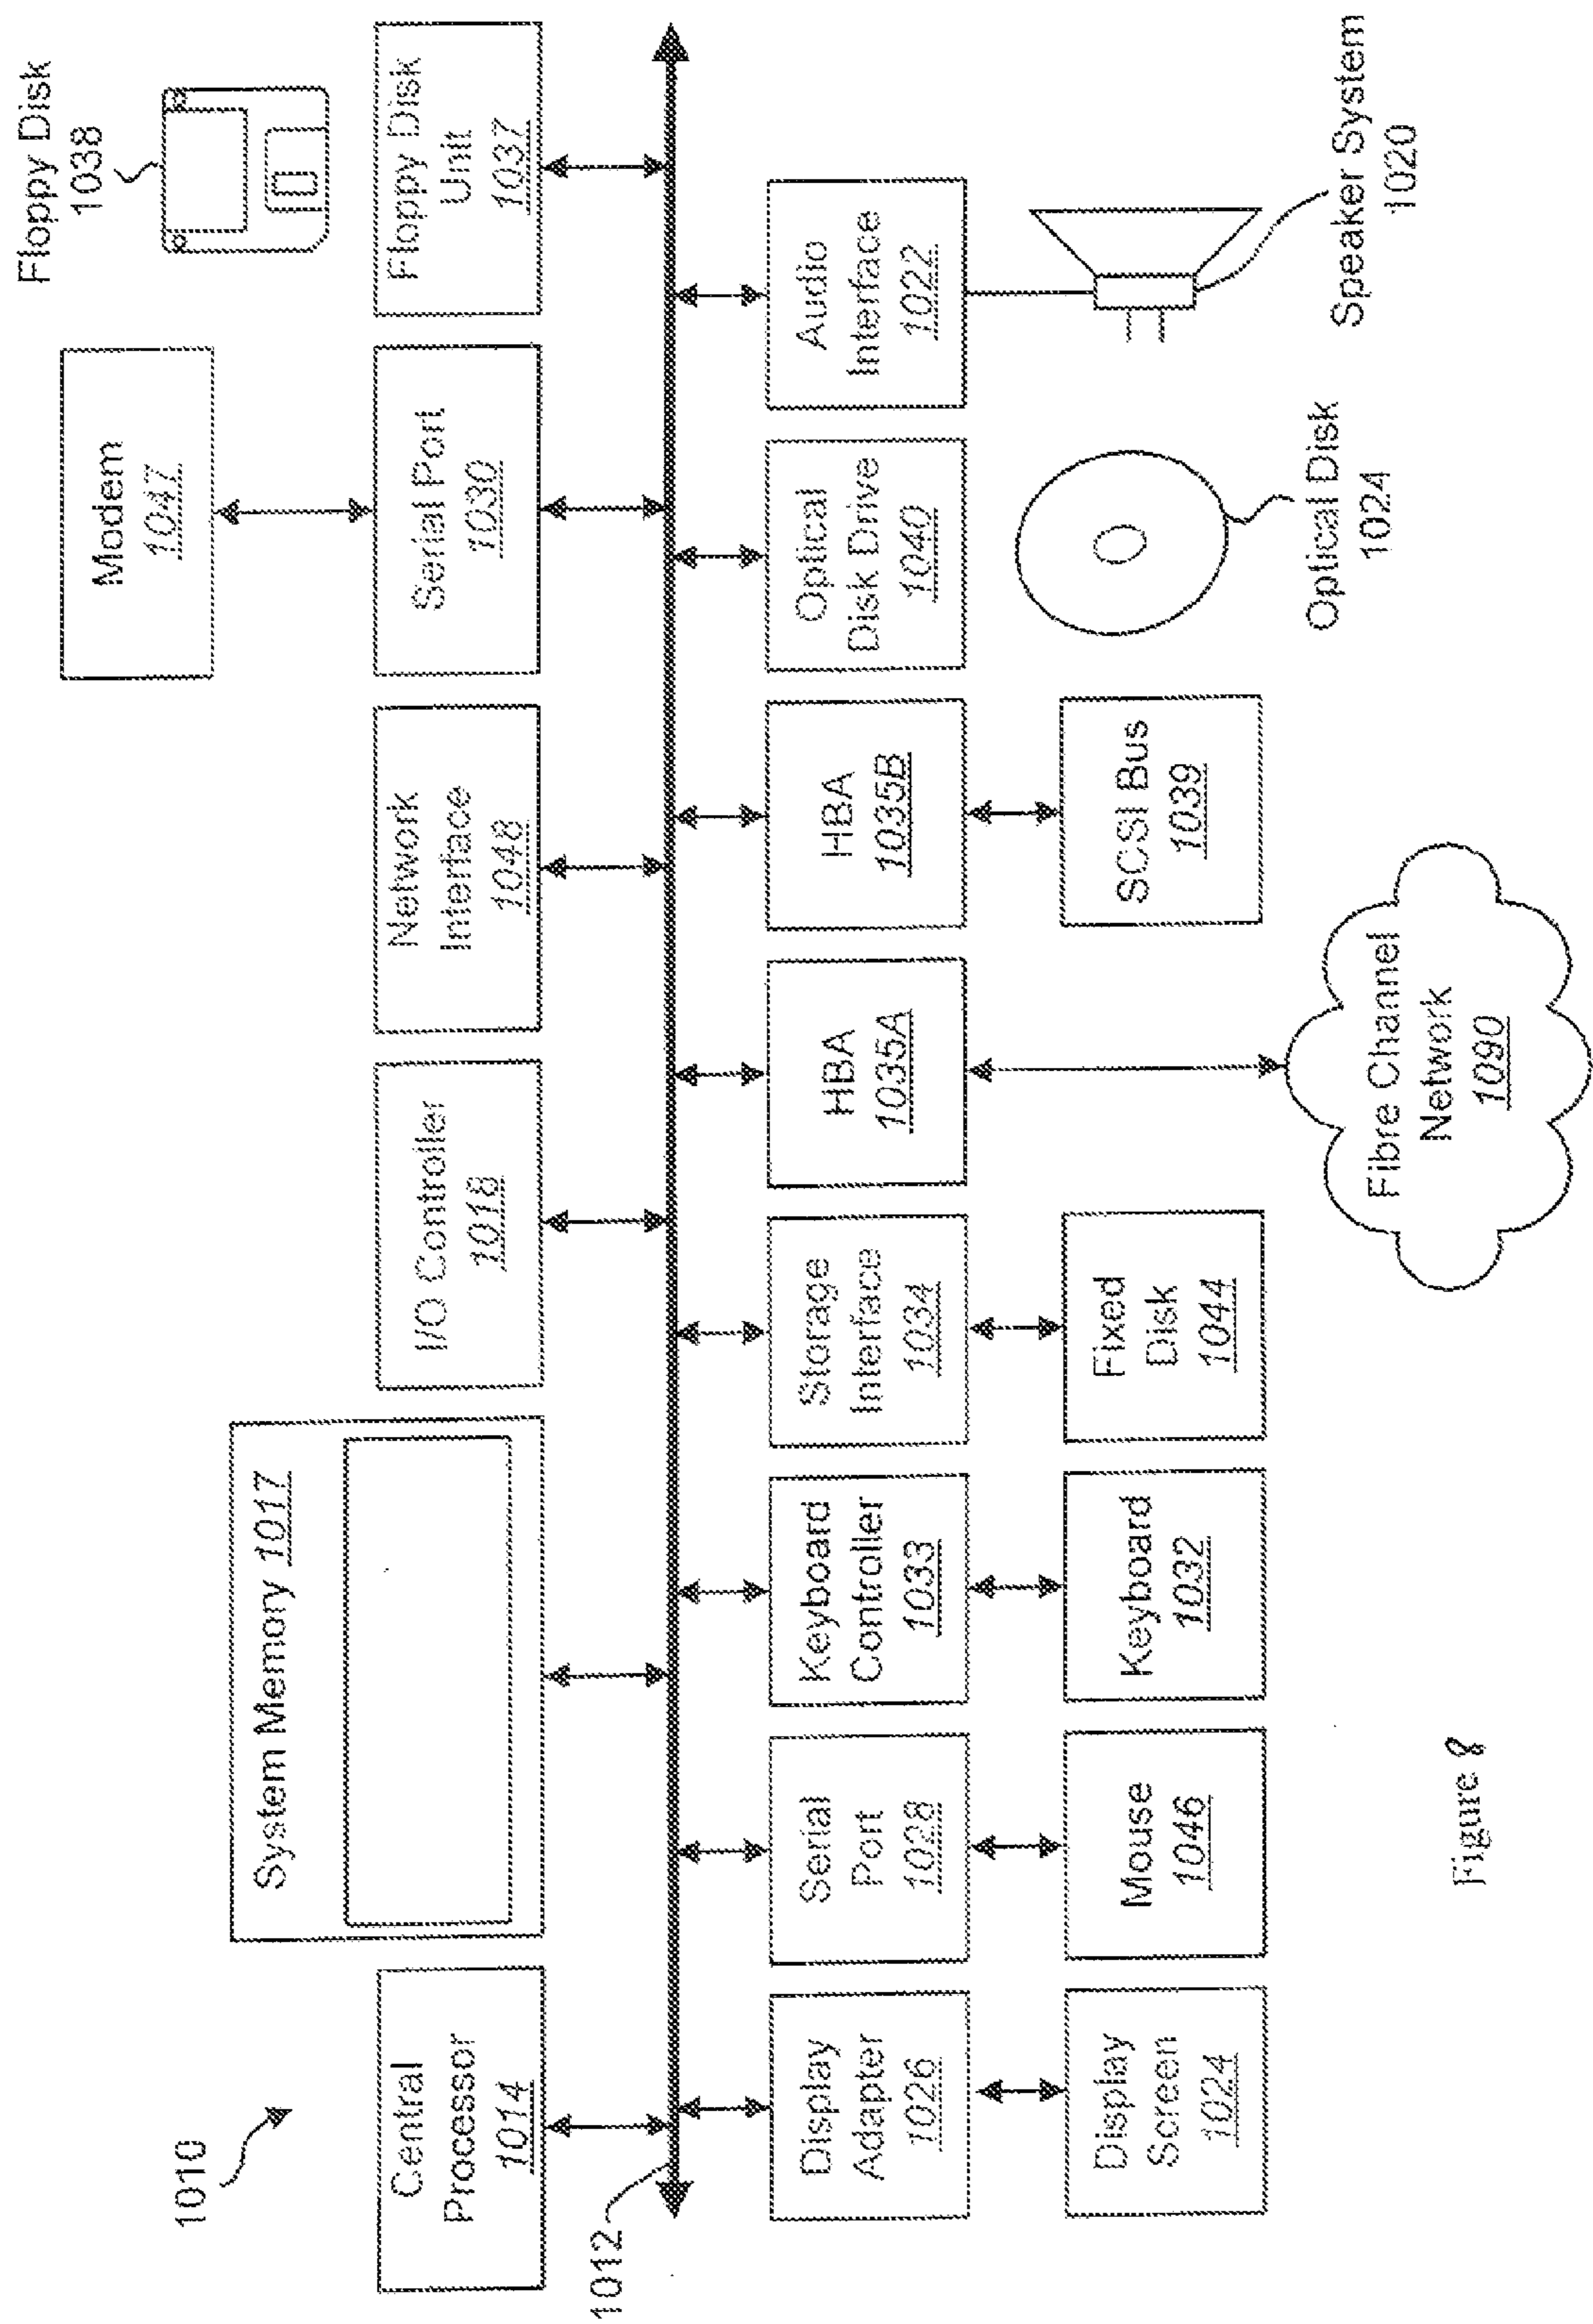 1010
Central
Processor
1014
System Memory 1017
I/O Controller
1018
Network
Interface
1048
Modem
1047
Serial Port
1030
Floppy Disk
1038
Floppy Disk
Unit
1037
1012
Display
Adapter
1026
Serial
Port
1028
Keyboard
Controller
1033
Storage
Interface
1034
HBA
1035A
HBA
1035B
Optical
Disk Drive
1040
Audio
Interface
1022
Display
Screen
1024
Mouse
1046
Keyboard
1032
Fixed
Disk
1044
Fibre Channel
Network
1090
SCSI Bus
1039
Optical Disk
1024
Speaker System
1020
Figure 8